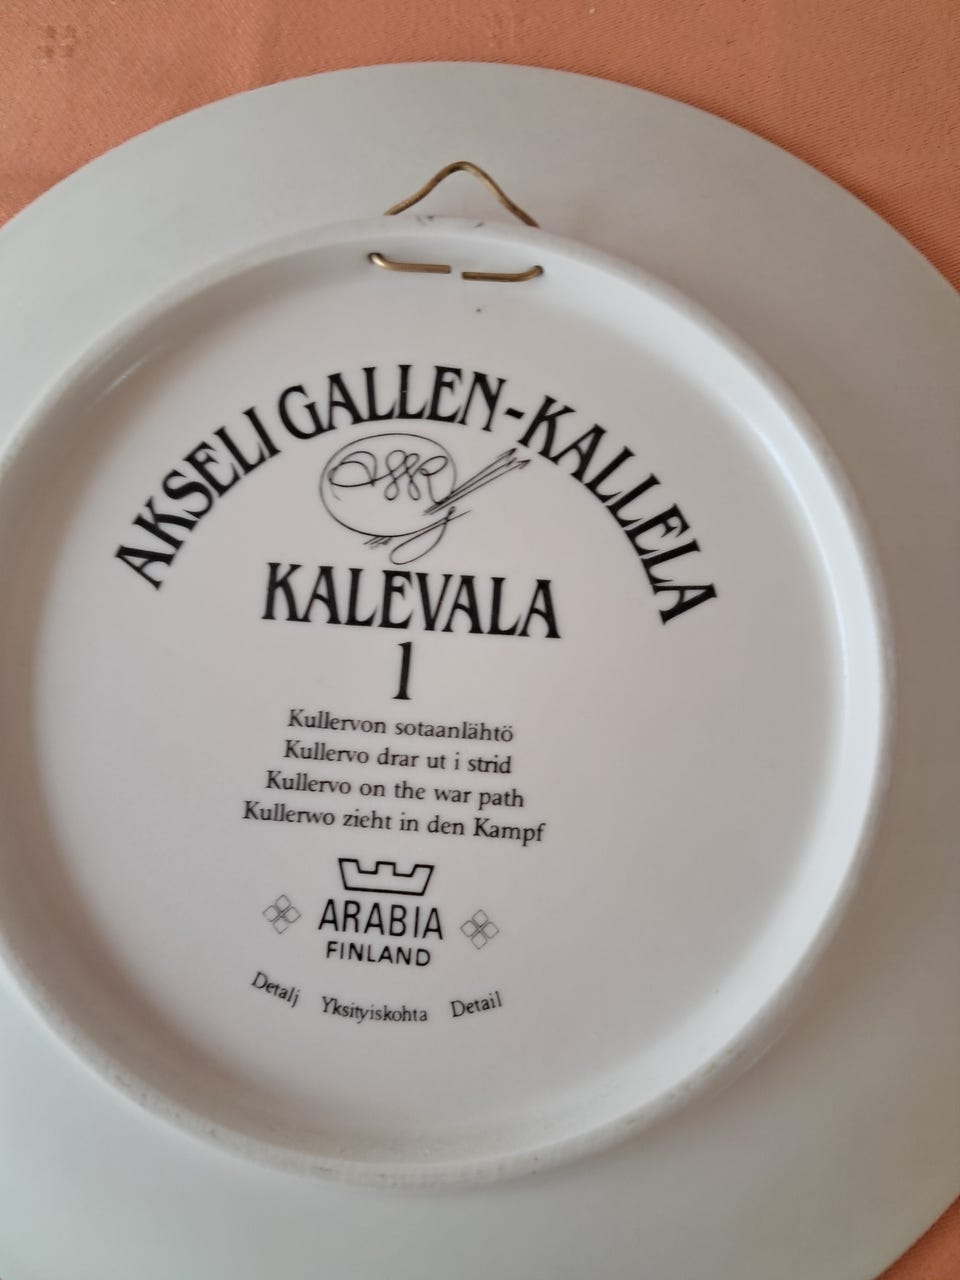 AKSELI GALLEN-KALLELA
KALEVALA
1
Kullervon sotaanlähtö
Kullervo drar ut i strid
Kullervo on the war path
Kullerwo zieht in den Kampf
ARABIA
FINLAND
Detalj Yksityiskohta Detail